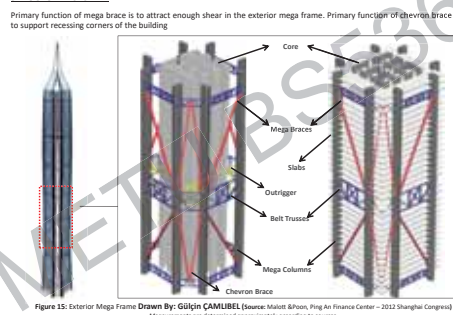 Primary function of mega brace is to attract enough shear in the exterior mega frame. Primary function of chevron brace
to support recessing corners of the building
Core
Mega Braces
Slabs
Outrigger
Belt Trusses
Mega Columns
Chevron Brace
Figure 15: Exterior Mega Frame Drawn By: Gülçin ÇAMLIBEL (Source: Malott &Poon, Ping An Finance Center – 2012 Shanghai Congress)